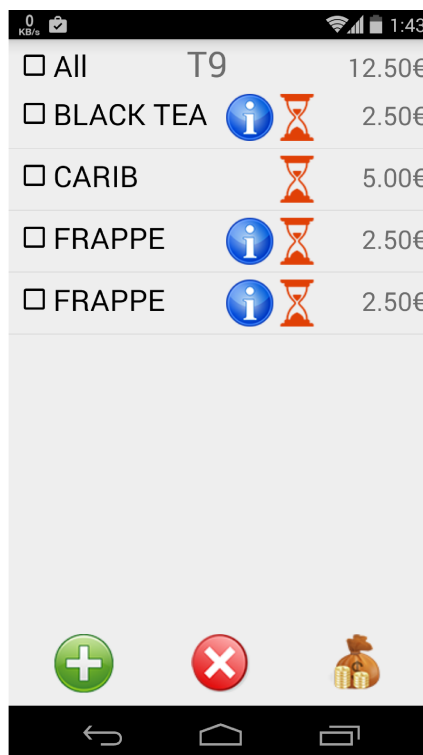 0
KB/s
1:43
All T9 12.50€
BLACK TEA i 2.50€
CARIB 5.00€
FRAPPE i 2.50€
FRAPPE i 2.50€